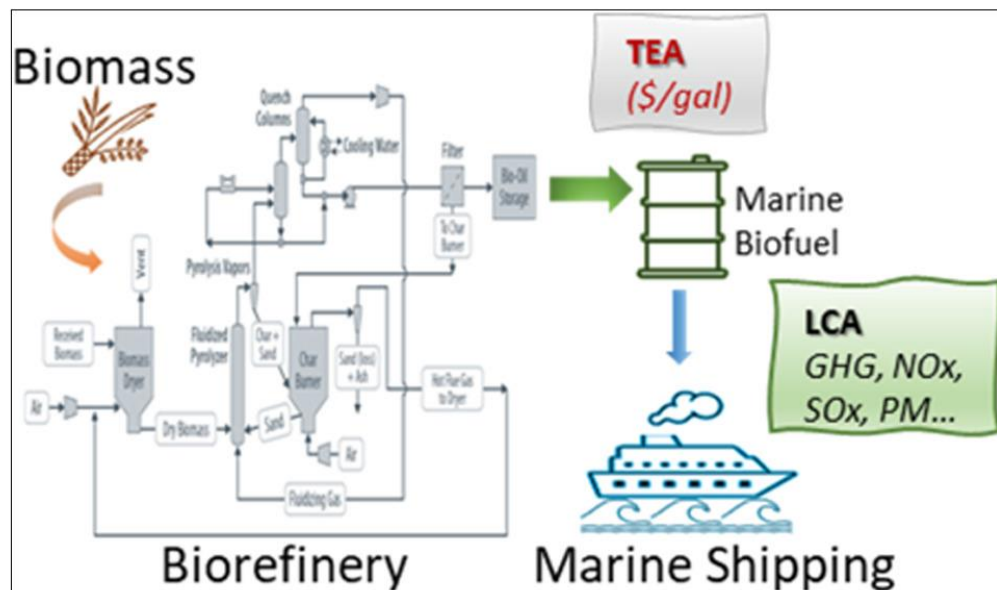 Biomass
TEA
($/gal)
Quench
Columns
Cooling Water
Filter
Bio-Oil
Storage
To Char
Burner
Marine
Biofuel
Vent
Pyrolysis Vapors
Received
Biomass
Biomass
Dryer
Fluidized
Pyrolyzer
Char +
Sand
Char
Burner
Sand (loss)
+ Ash
Hot Flue Gas
to Dryer
Air
Dry Biomass
Sand
Air
Fluidizing Gas
LCA
GHG, NOx,
SOx, PM...
Biorefinery
Marine Shipping